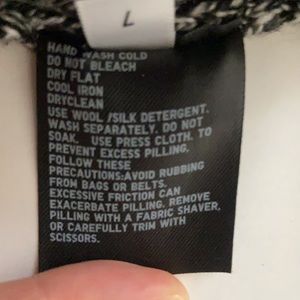 L
HAND WASH COLD
DO NOT BLEACH
DRY FLAT
COOL IRON
DRYCLEAN
USE WOOL /SILK DETERGENT.
WASH SEPARATELY. DO NOT
SOAK. USE PRESS CLOTH. TO
PREVENT EXCESS PILLING.
FOLLOW THESE
PRECAUTIONS:AVOID RUBBING
FROM BAGS OR BELTS.
EXCESSIVE FRICTION CAN
EXACERBATE PILLING. REMOVE
PILLING WITH A FABRIC SHAVER,
OR CAREFULLY TRIM WITH
SCISSORS.